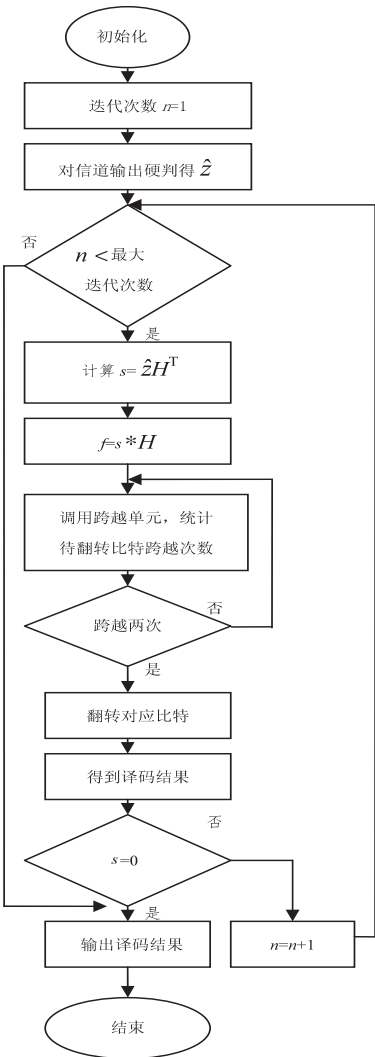 初始化
迭代次数 n=1
对信道输出硬判得 ẑ
否
n <最大
迭代次数
是
计算 s= ẑHᵀ
f=s*H
调用跨越单元，统计
待翻转比特跨越次数
否
跨越两次
是
翻转对应比特
得到译码结果
否
s=0
是
输出译码结果
n=n+1
结束